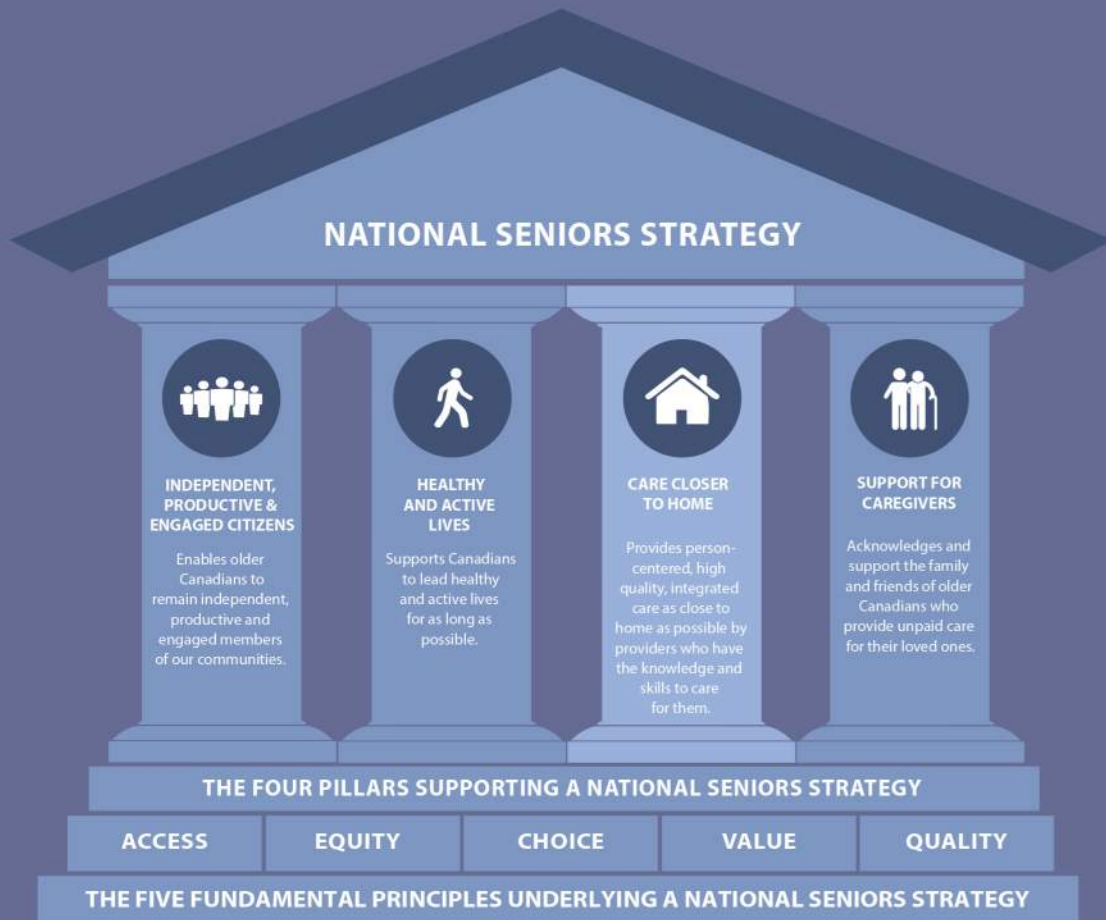 NATIONAL SENIORS STRATEGY
INDEPENDENT,
PRODUCTIVE &
ENGAGED CITIZENS
Enables older
Canadians to
remain independent,
productive and
engaged members
of our communities.
HEALTHY
AND ACTIVE
LIVES
Supports Canadians
to lead healthy
and active lives
for as long as
possible.
CARE CLOSER
TO HOME
Provides person-
centered, high
quality, integrated
care as close to
home as possible by
providers who have
the knowledge and
skills to care
for them.
SUPPORT FOR
CAREGIVERS
Acknowledges and
support the family
and friends of older
Canadians who
provide unpaid care
for their loved ones.
THE FOUR PILLARS SUPPORTING A NATIONAL SENIORS STRATEGY
ACCESS EQUITY CHOICE VALUE QUALITY
THE FIVE FUNDAMENTAL PRINCIPLES UNDERLYING A NATIONAL SENIORS STRATEGY